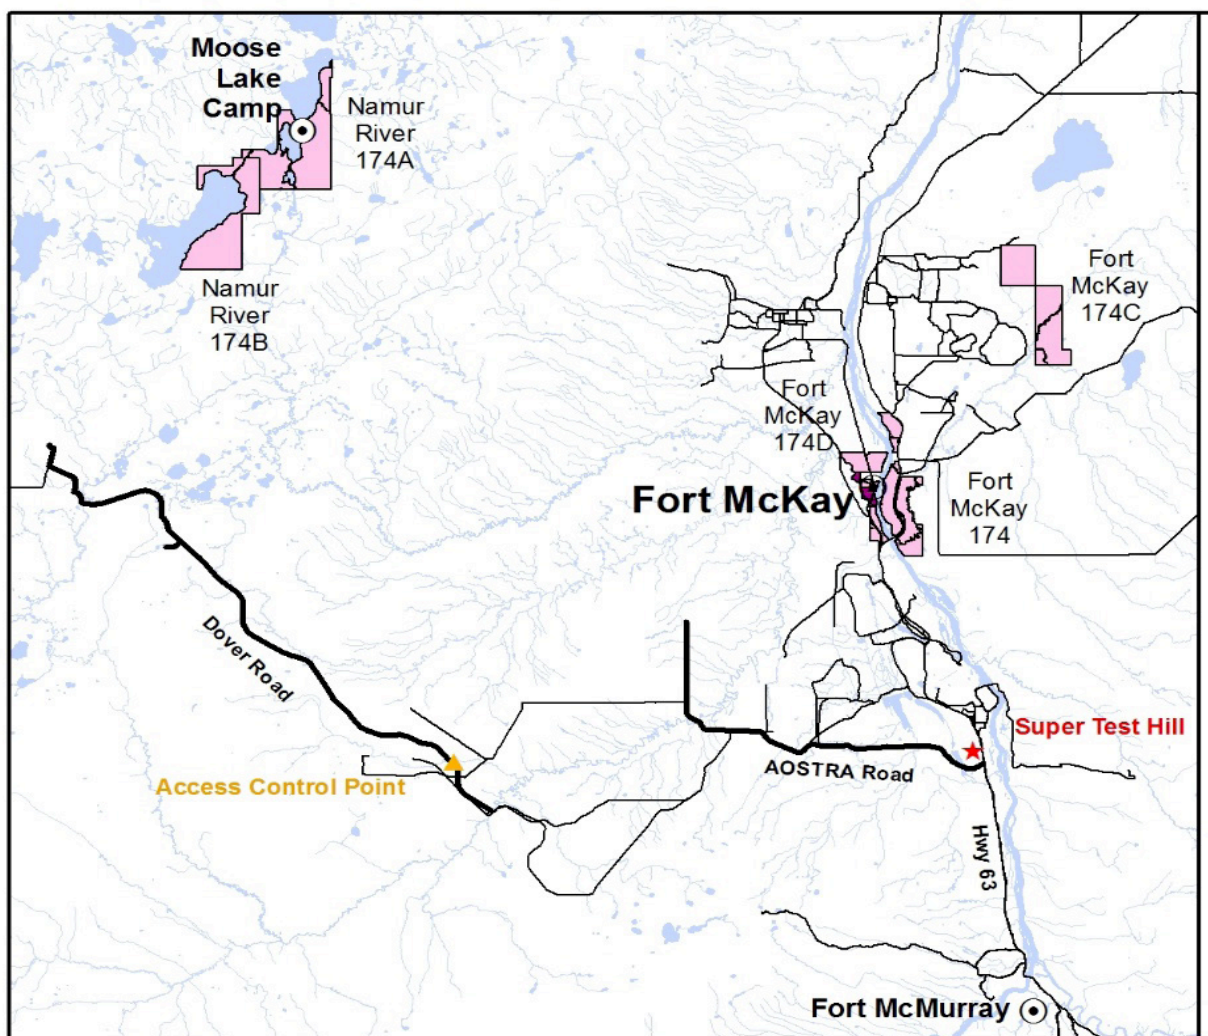 Moose
Lake
Camp
Namur
River
174A
Namur
River
174B
Fort
McKay
174C
Fort
McKay
174D
Fort McKay
Fort
McKay
174
Dover Road
Super Test Hill
AOSTRA Road
Access Control Point
Hwy 63
Fort McMurray